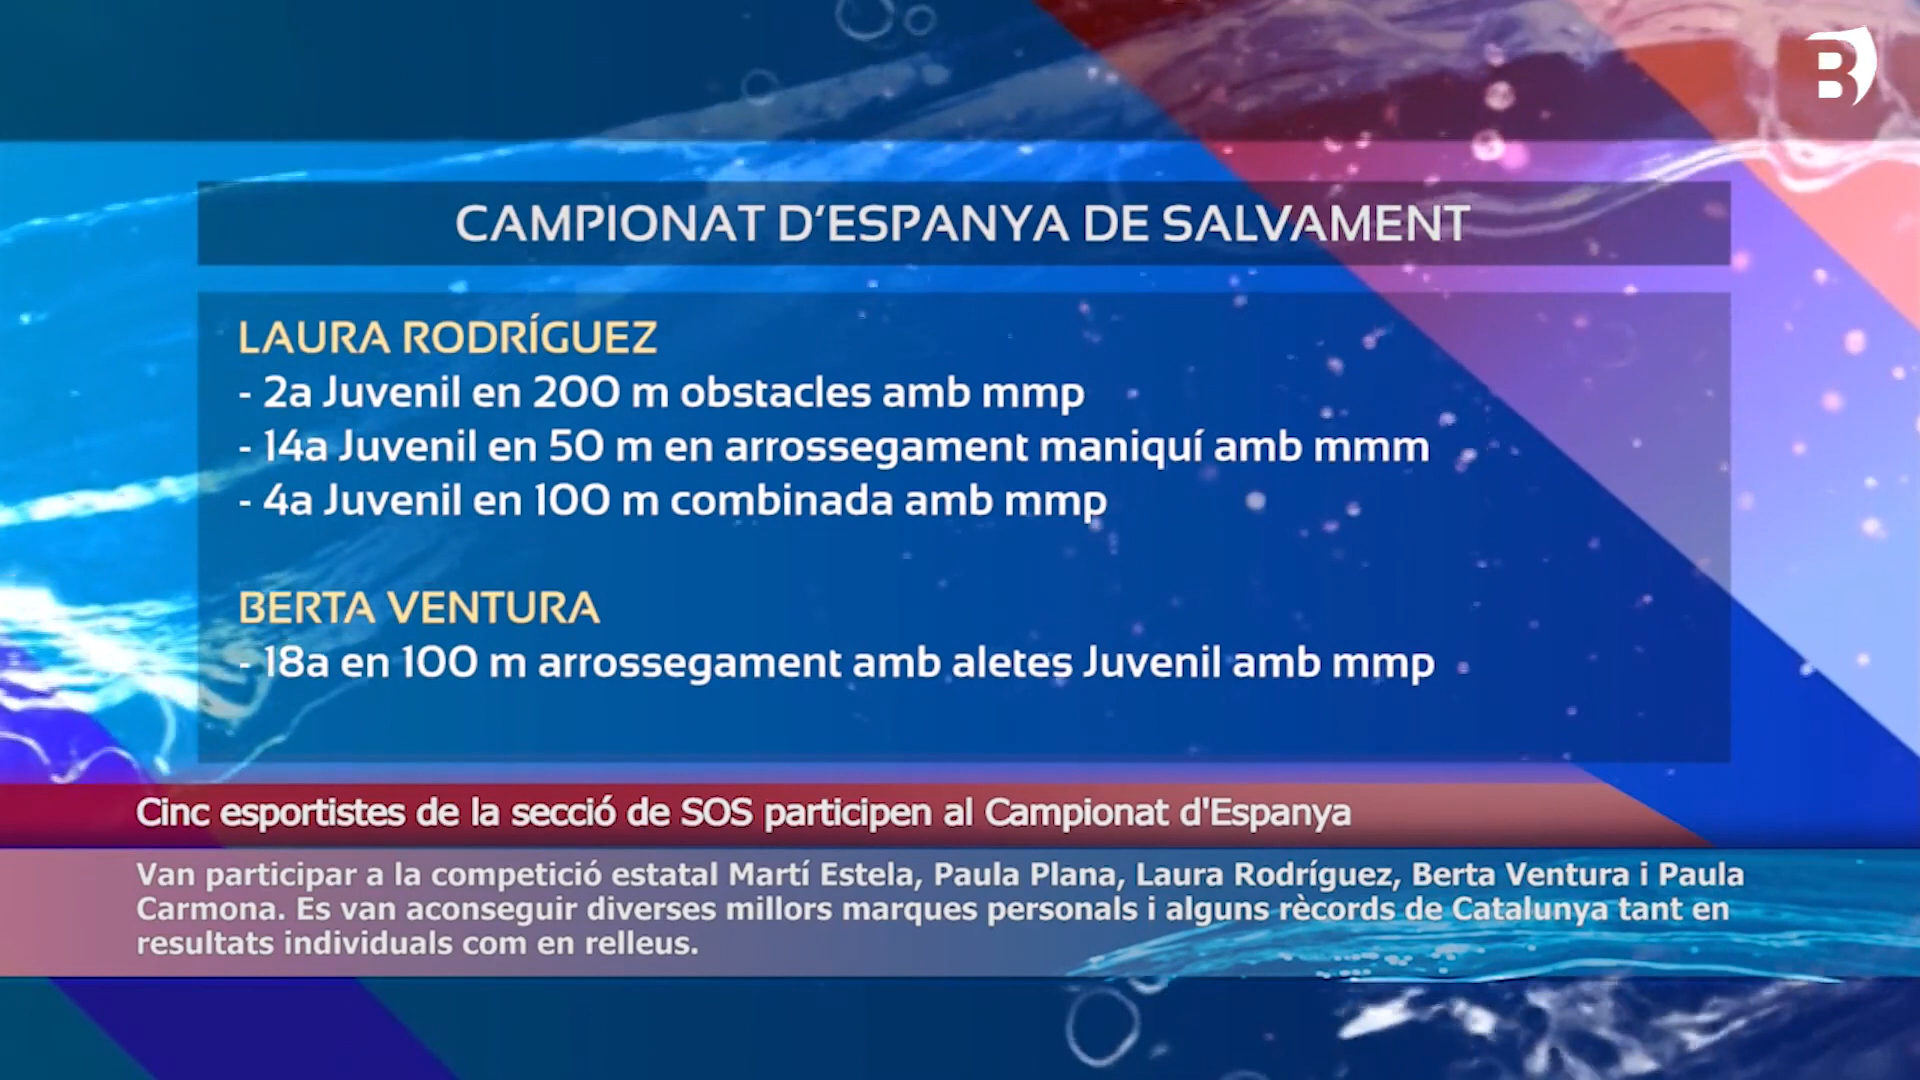 B
CAMPIONAT D'ESPANYA DE SALVAMENT
LAURA RODRÍGUEZ
- 2a Juvenil en 200 m obstacles amb mmp
- 14a Juvenil en 50 m en arrossegament maniquí amb mmm
- 4a Juvenil en 100 m combinada amb mmp
BERTA VENTURA
- 18a en 100 m arrossegament amb aletes Juvenil amb mmp
Cinc esportistes de la secció de SOS participen al Campionat d'Espanya
Van participar a la competició estatal Martí Estela, Paula Plana, Laura Rodríguez, Berta Ventura i Paula
Carmona. Es van aconseguir diverses millors marques personals i alguns rècords de Catalunya tant en
resultats individuals com en relleus.